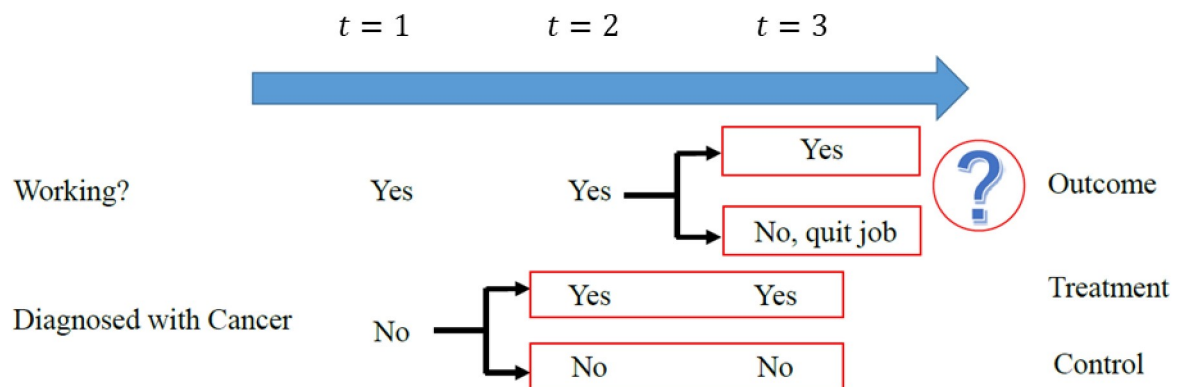 t = 1 t = 2 t = 3
Yes
Working? Yes Yes ? Outcome
No, quit job
Yes Yes Treatment
Diagnosed with Cancer No
No No Control